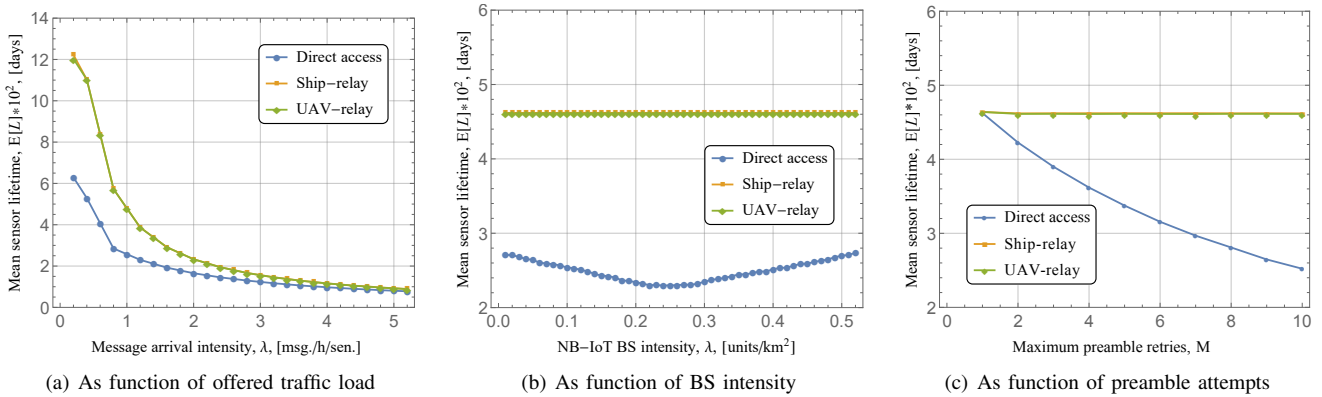 14
12
10
8
6
4
2
0
0
1
2
3
4
5
Mean sensor lifetime, E[L]*10², [days]
Message arrival intensity, λ, [msg./h/sen.]
Direct access
Ship−relay
UAV−relay
(a) As function of offered traffic load
6
5
4
3
2
0.0
0.1
0.2
0.3
0.4
0.5
Mean sensor lifetime, E[L]*10², [days]
NB−IoT BS intensity, λ, [units/km²]
Direct access
Ship−relay
UAV−relay
(b) As function of BS intensity
6
5
4
3
2
0
2
4
6
8
10
Mean sensor lifetime, E[L]*10², [days]
Maximum preamble retries, M
Direct access
Ship-relay
UAV-relay
(c) As function of preamble attempts